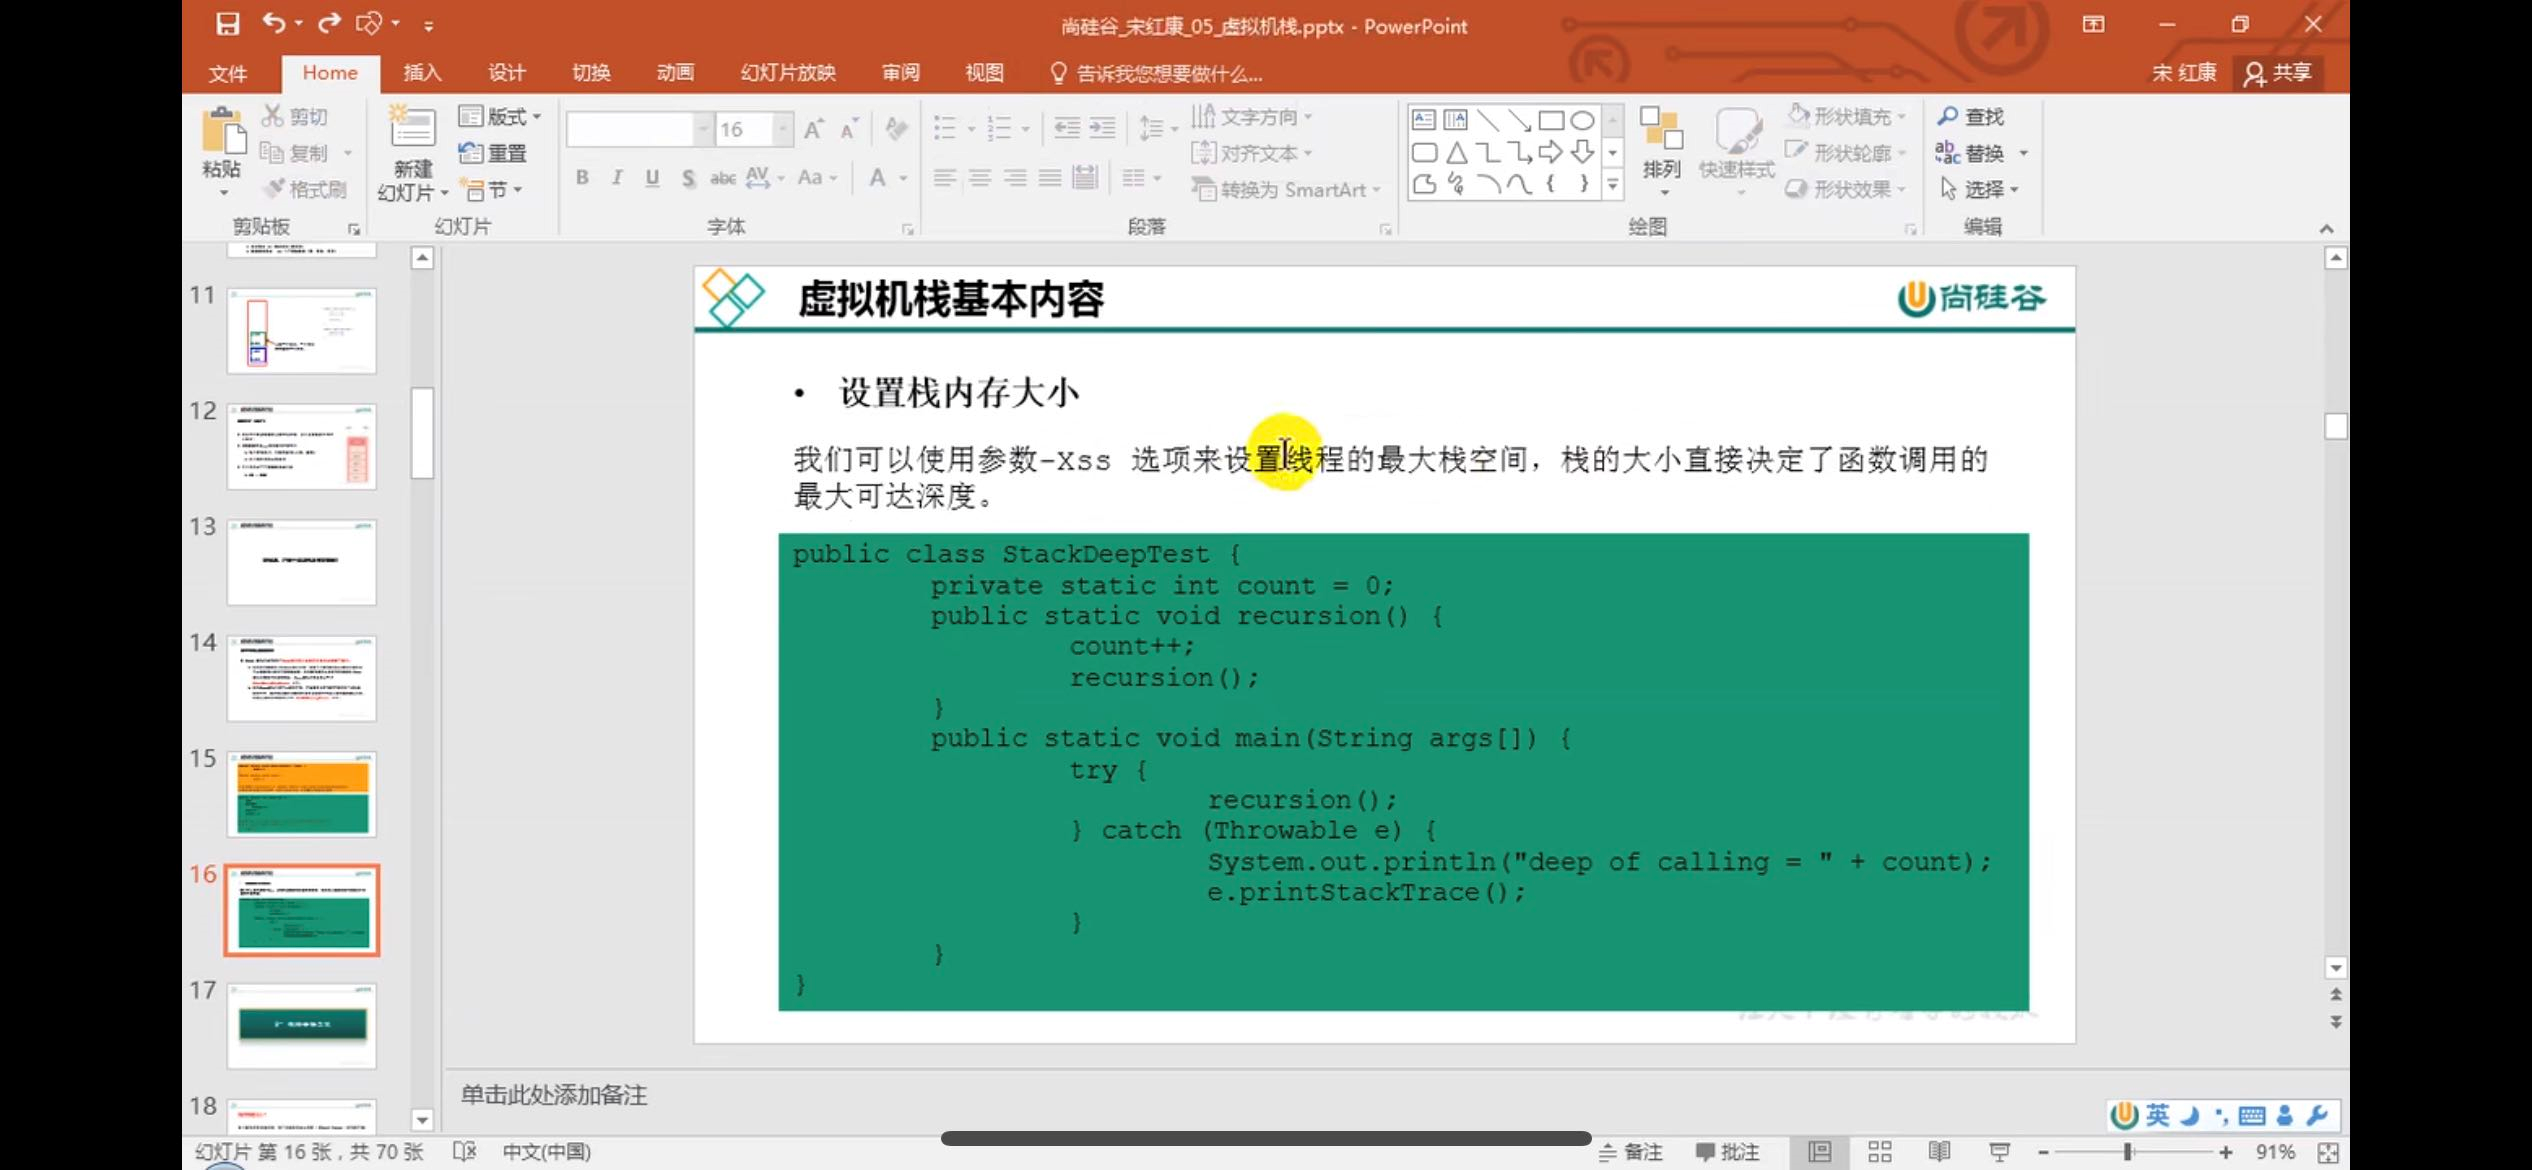 尚硅谷_宋红康_05_虚拟机栈.pptx - PowerPoint
文件 Home 插入 设计 切换 动画 幻灯片放映 审阅 视图 告诉我您想要做什么... 宋 红康 共享
剪切 版式 16 文字方向 形状填充 查找
粘贴 复制 新建 重置 对齐文本 排列 快速样式 形状轮廓 替换
格式刷 幻灯片 节 B I U S abc AV Aa A 转换为 SmartArt 形状效果 选择
剪贴板 幻灯片 字体 段落 绘图 编辑
11
12
13
14
15
16
17
18
虚拟机栈基本内容
尚硅谷
• 设置栈内存大小
我们可以使用参数-Xss 选项来设置线程的最大栈空间，栈的大小直接决定了函数调用的
最大可达深度。
public class StackDeepTest {
private static int count = 0;
public static void recursion() {
count++;
recursion();
}
public static void main(String args[]) {
try {
recursion();
} catch (Throwable e) {
System.out.println("deep of calling = " + count);
e.printStackTrace();
}
}
}
单击此处添加备注
英
幻灯片 第 16 张，共 70 张 中文(中国) 备注 批注 91%